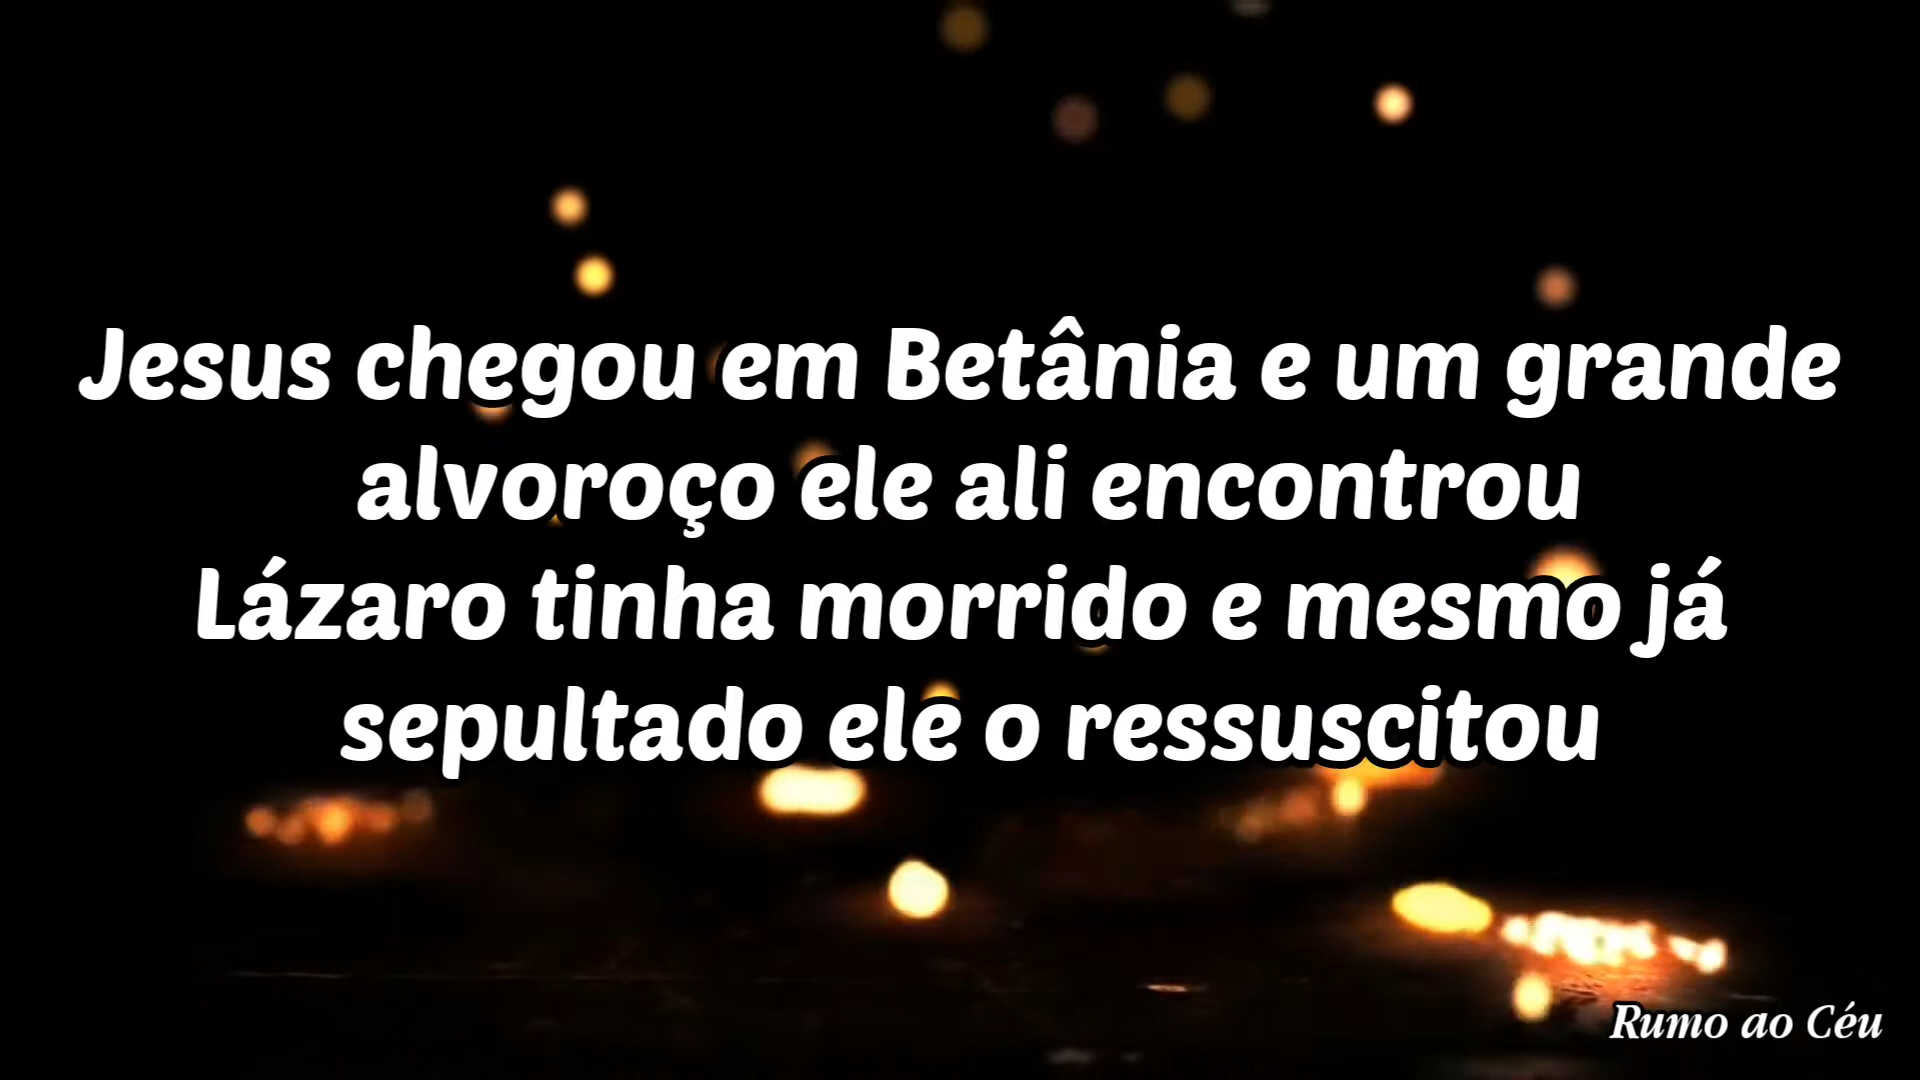 Jesus chegou em Betânia e um grande
alvoroço ele ali encontrou
Lázaro tinha morrido e mesmo já
sepultado ele o ressuscitou
Rumo ao Céu